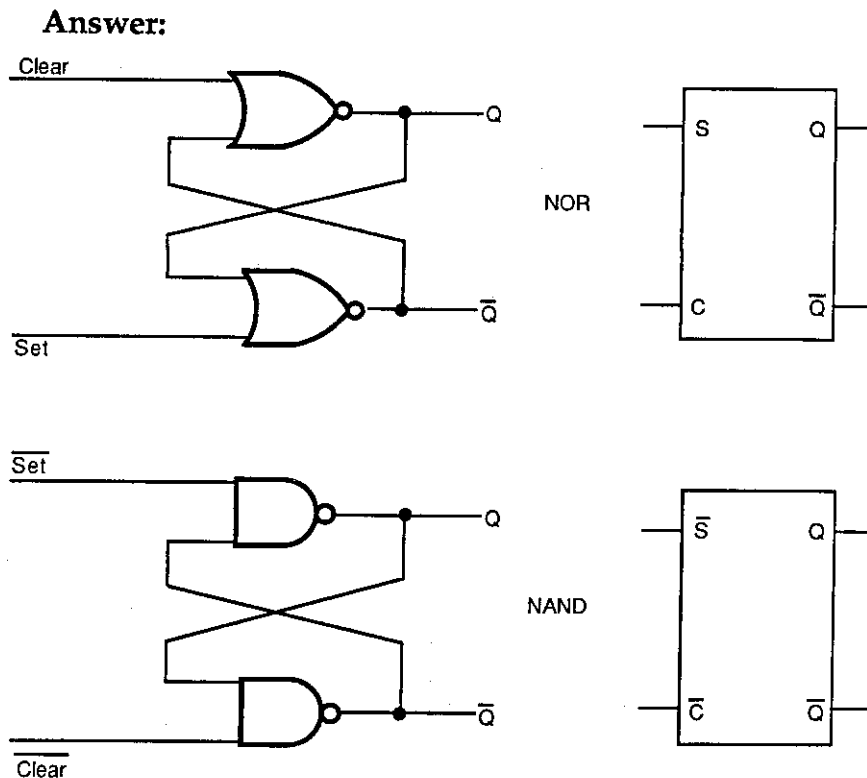 Answer:
Clear
Q
NOR
S Q
C Q̅
Q̅
Set
S̅e̅t̅
Q
NAND
S̅ Q
C̅ Q̅
Q̅
C̅l̅e̅a̅r̅